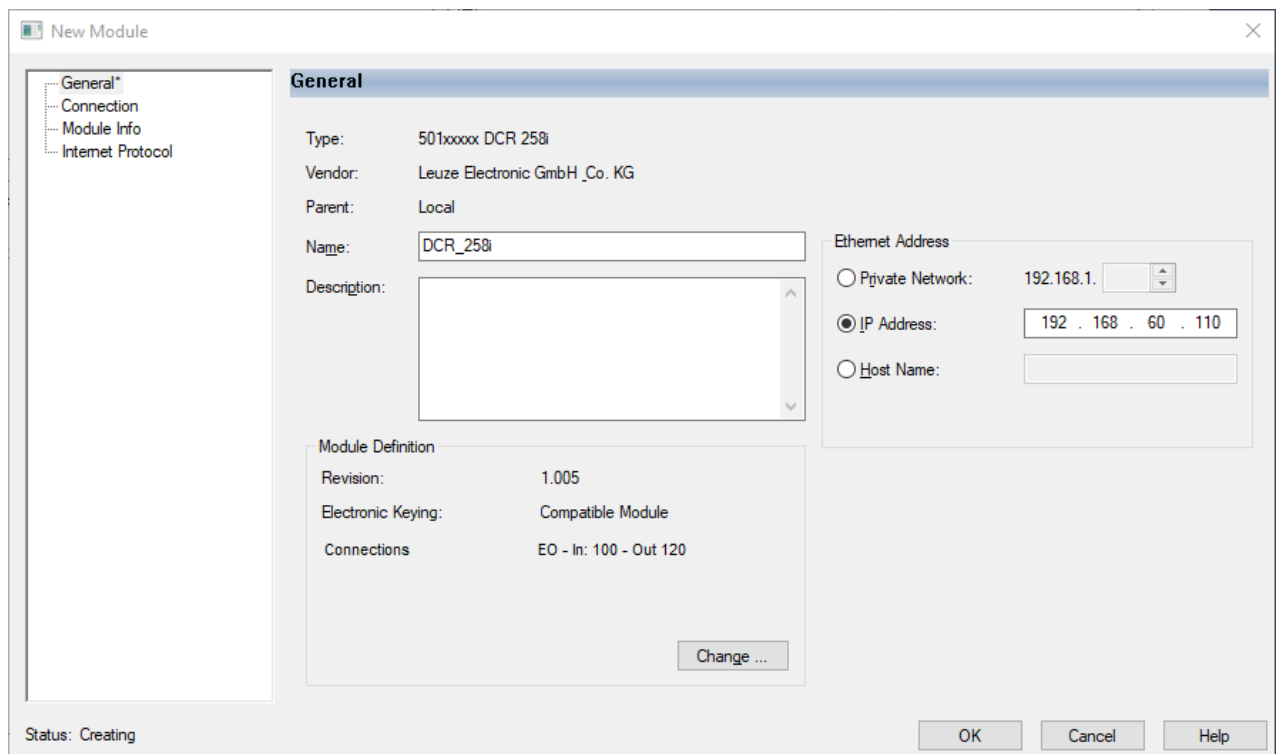 New Module
General*
Connection
Module Info
Internet Protocol
General
Type: 501xxxxx DCR 258i
Vendor: Leuze Electronic GmbH _Co. KG
Parent: Local
Name: DCR_258i
Description:
Ethernet Address
Private Network: 192.168.1.
IP Address: 192 . 168 . 60 . 110
Host Name:
Module Definition
Revision: 1.005
Electronic Keying: Compatible Module
Connections EO - In: 100 - Out 120
Change ...
Status: Creating
OK Cancel Help